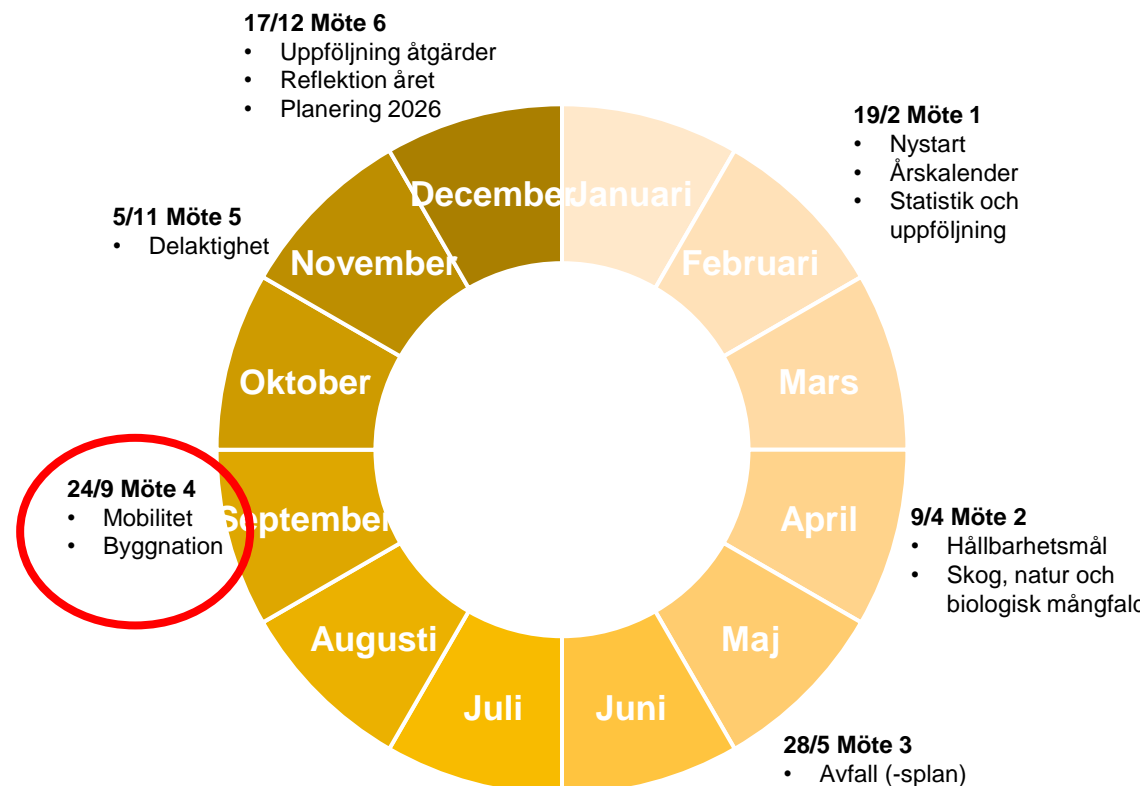 17/12 Möte 6
• Uppföljning åtgärder
• Reflektion året
• Planering 2026
19/2 Möte 1
• Nystart
• Årskalender
• Statistik och
uppföljning
5/11 Möte 5
• Delaktighet
24/9 Möte 4
• Mobilitet
• Byggnation
9/4 Möte 2
• Hållbarhetsmål
• Skog, natur och
biologisk mångfald
28/5 Möte 3
• Avfall (-splan)
Januari
Februari
Mars
April
Maj
Juni
Juli
Augusti
September
Oktober
November
December